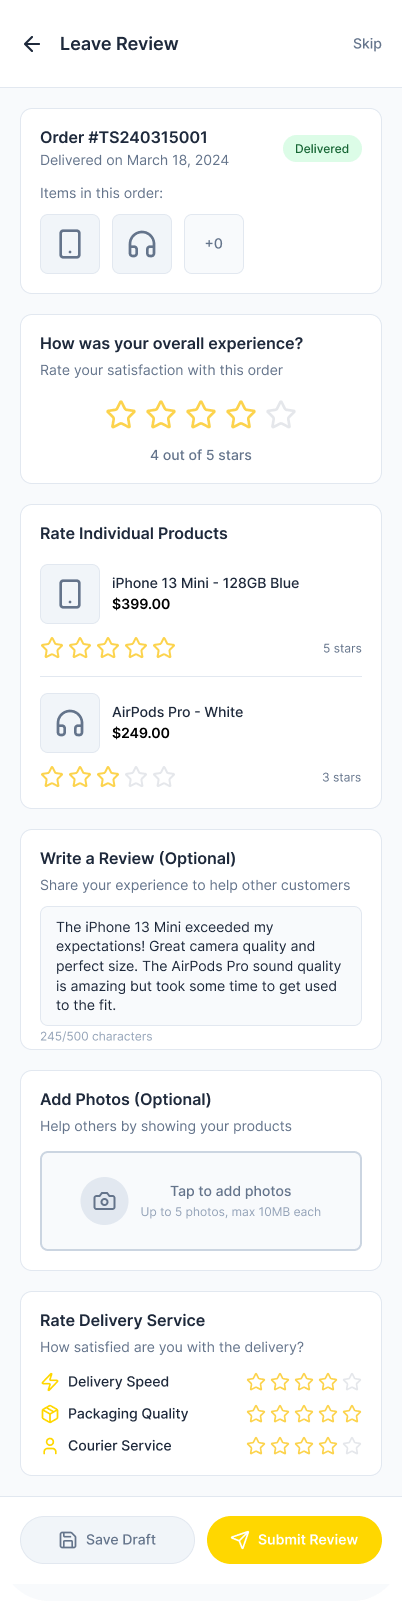 Leave Review
Skip
Order #TS240315001
Delivered on March 18, 2024
Delivered
Items in this order:
+0
How was your overall experience?
Rate your satisfaction with this order
4 out of 5 stars
Rate Individual Products
iPhone 13 Mini - 128GB Blue
$399.00
5 stars
AirPods Pro - White
$249.00
3 stars
Write a Review (Optional)
Share your experience to help other customers
The iPhone 13 Mini exceeded my
expectations! Great camera quality and
perfect size. The AirPods Pro sound quality
is amazing but took some time to get used
to the fit.
245/500 characters
Add Photos (Optional)
Help others by showing your products
Tap to add photos
Up to 5 photos, max 10MB each
Rate Delivery Service
How satisfied are you with the delivery?
Delivery Speed
Packaging Quality
Courier Service
Save Draft
Submit Review